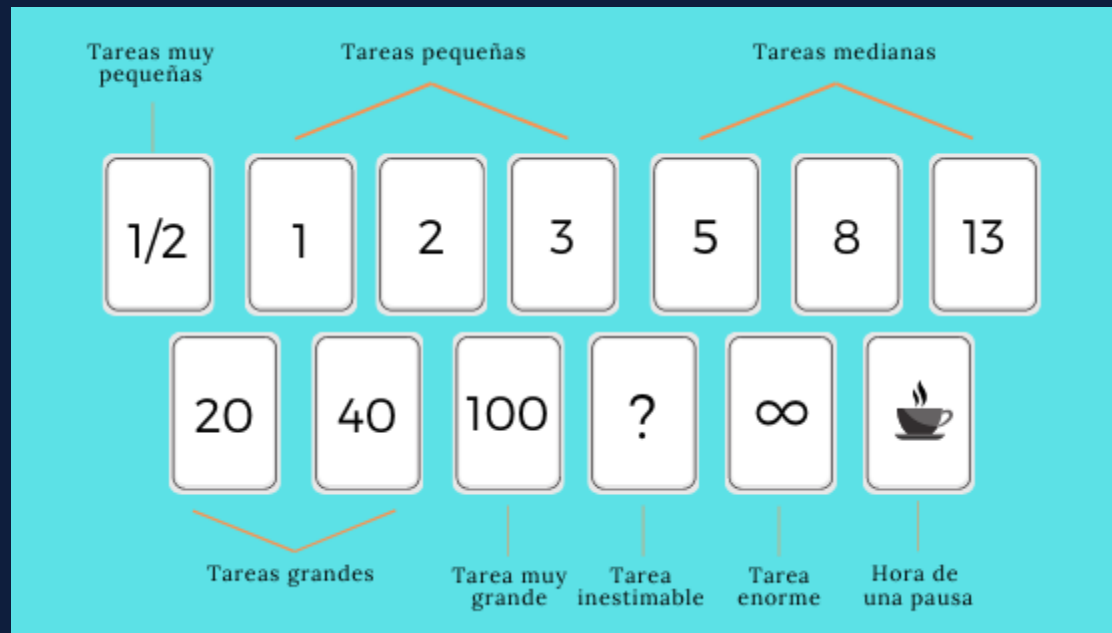 Tareas muy
pequeñas
Tareas pequeñas
Tareas medianas
1/2
1
2
3
5
8
13
20
40
100
?
∞
Tareas grandes
Tarea muy
grande
Tarea
inestimable
Tarea
enorme
Hora de
una pausa